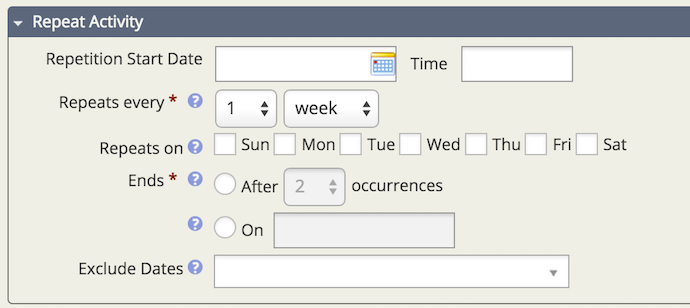 Repeat Activity
Repetition Start Date Time
Repeats every * ? 1 week
Repeats on ? Sun Mon Tue Wed Thu Fri Sat
Ends * ? After 2 occurrences
? On
Exclude Dates ?